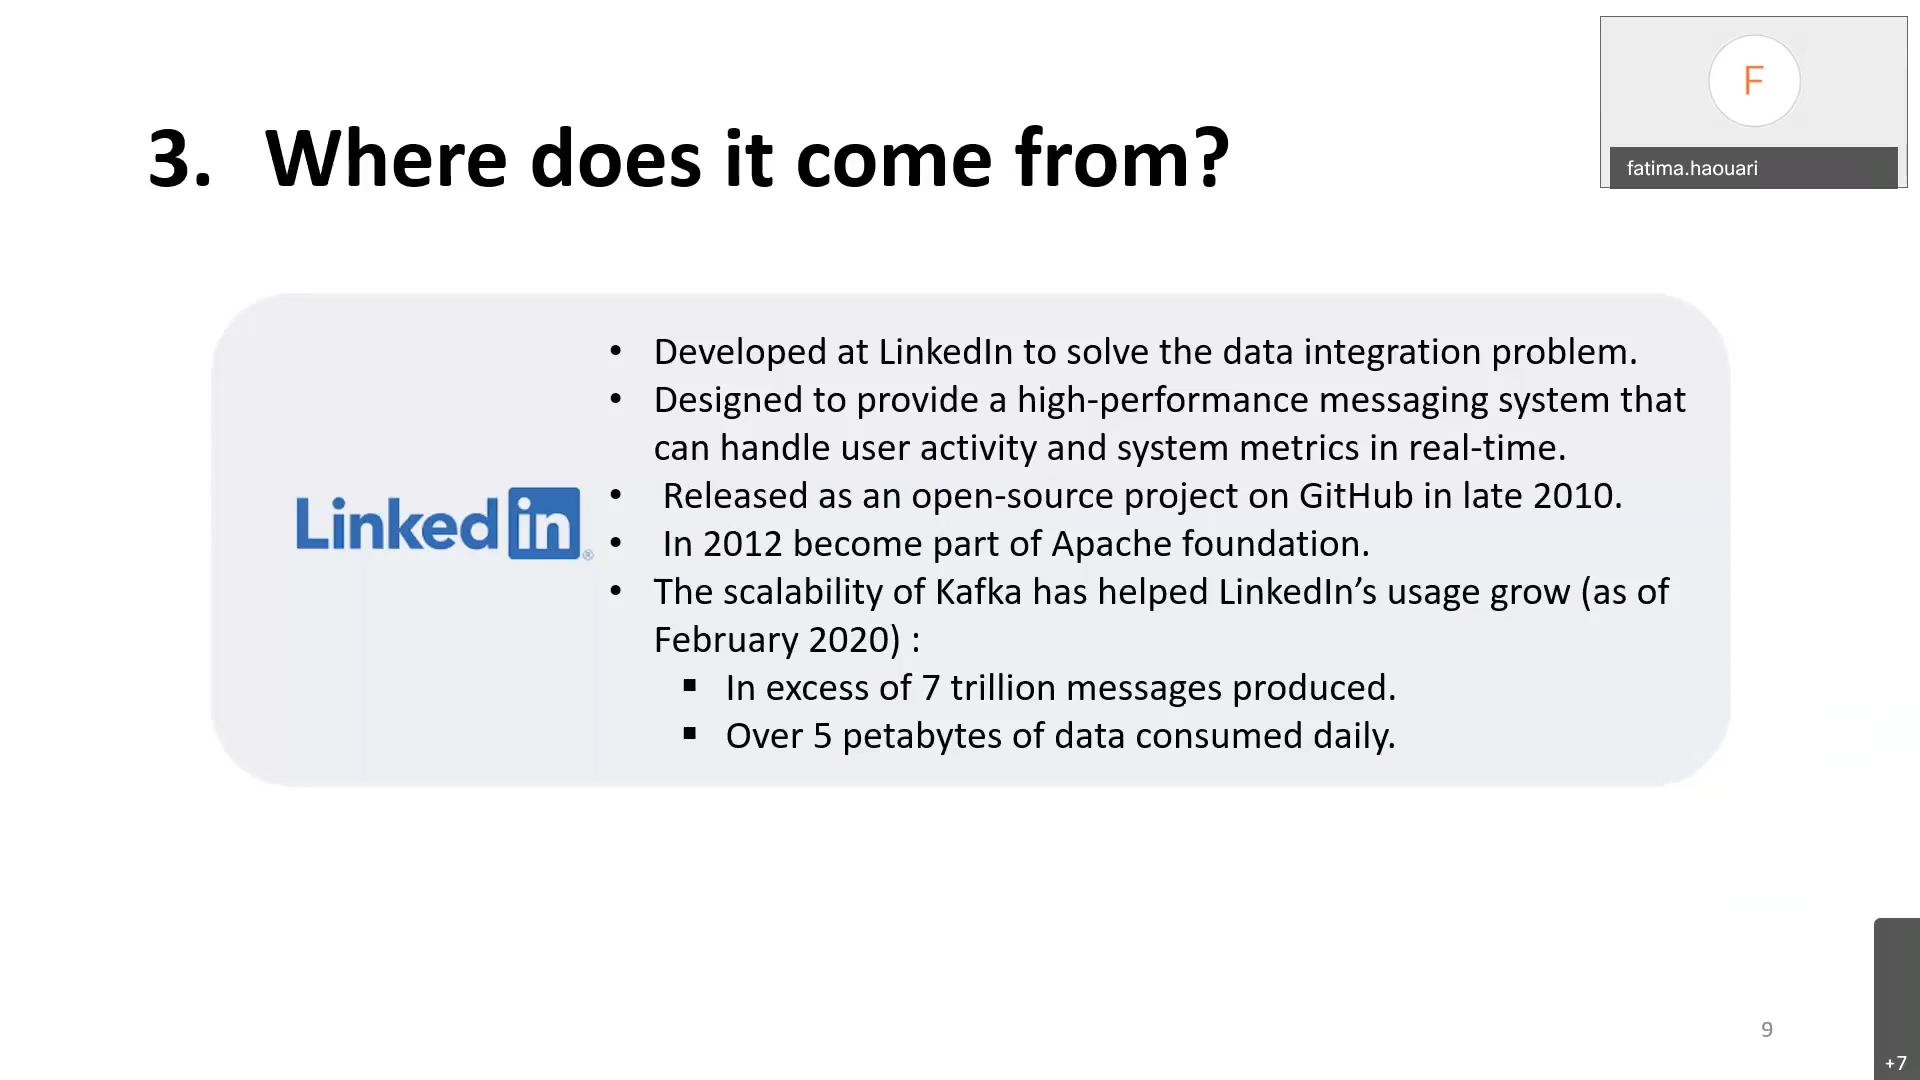 F
fatima.haouari
3. Where does it come from?
Linkedin®
• Developed at LinkedIn to solve the data integration problem.
• Designed to provide a high-performance messaging system that
can handle user activity and system metrics in real-time.
• Released as an open-source project on GitHub in late 2010.
• In 2012 become part of Apache foundation.
• The scalability of Kafka has helped LinkedIn’s usage grow (as of
February 2020) :
▪ In excess of 7 trillion messages produced.
▪ Over 5 petabytes of data consumed daily.
9
+7